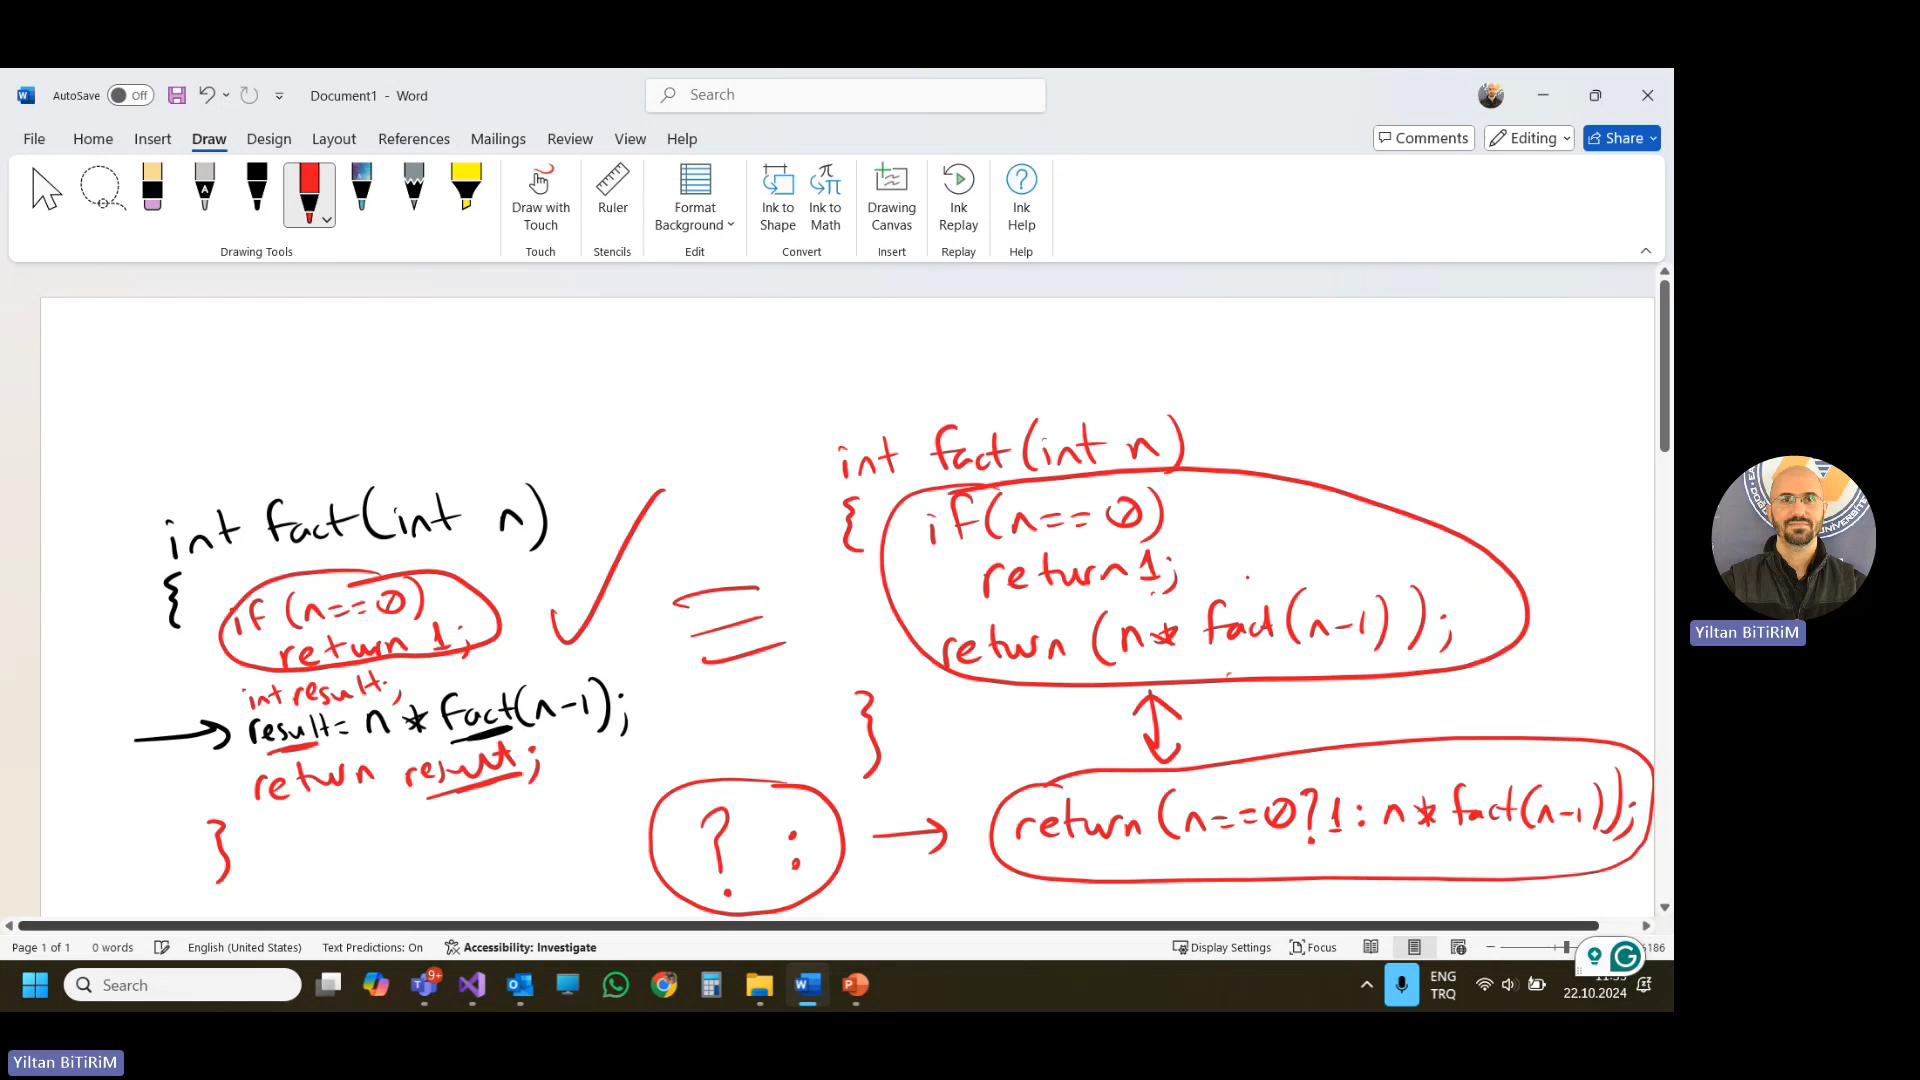 AutoSave Off Document1 - Word Search
File Home Insert Draw Design Layout References Mailings Review View Help Comments Editing Share
Draw with Touch
Ruler
Format Background
Ink to Shape
Ink to Math
Drawing Canvas
Ink Replay
Ink Help
Drawing Tools Touch Stencils Edit Convert Insert Replay Help
int fact(int n)
{
if (n==0)
return 1;
int result;
result= n * fact(n-1);
return result;
}
≡
int fact(int n)
{ if(n==0)
return 1;
return (n* fact(n-1));
}
? :
return (n==0?1: n* fact(n-1));
Page 1 of 1 0 words English (United States) Text Predictions: On Accessibility: Investigate Display Settings Focus 186
Search 9+ ENG
TRQ
22.10.2024
Yiltan BiTiRiM
Yiltan BiTiRiM